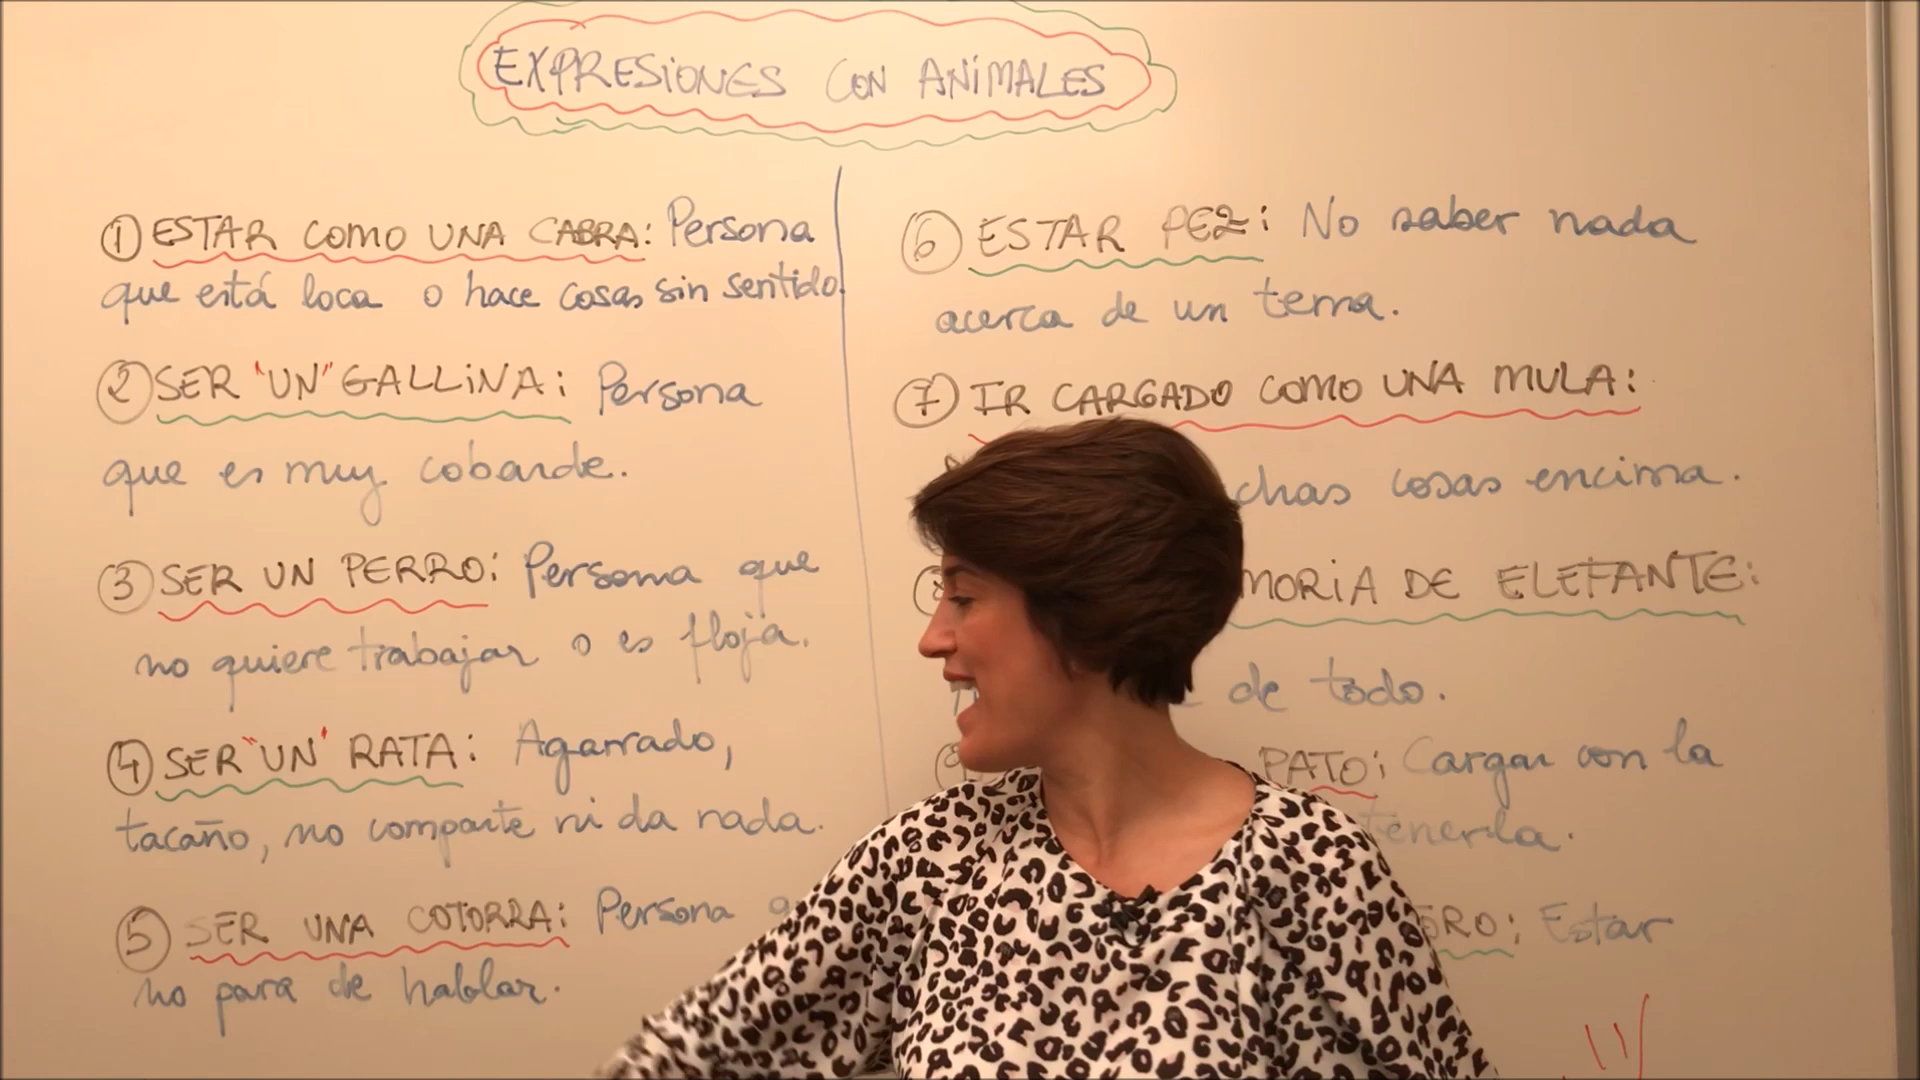 EXPRESIONES CON ANIMALES
① ESTAR COMO UNA CABRA: Persona
que está loca o hace cosas sin sentido.
② SER "UN" GALLINA: Persona
que es muy cobarde.
③ SER UN PERRO: Persona que
no quiere trabajar o es floja.
④ SER "UN" RATA: Agarrado,
tacaño, no comparte ni da nada.
⑤ SER UNA COTORRA: Persona
no para de hablar.
⑥ ESTAR PEZ: No saber nada
acerca de un tema.
⑦ IR CARGADO COMO UNA MULA:
chas cosas encima.
MORIA DE ELEFANTE:
de todo.
PATO: Cargar con la
tenerla.
ORO: Estar